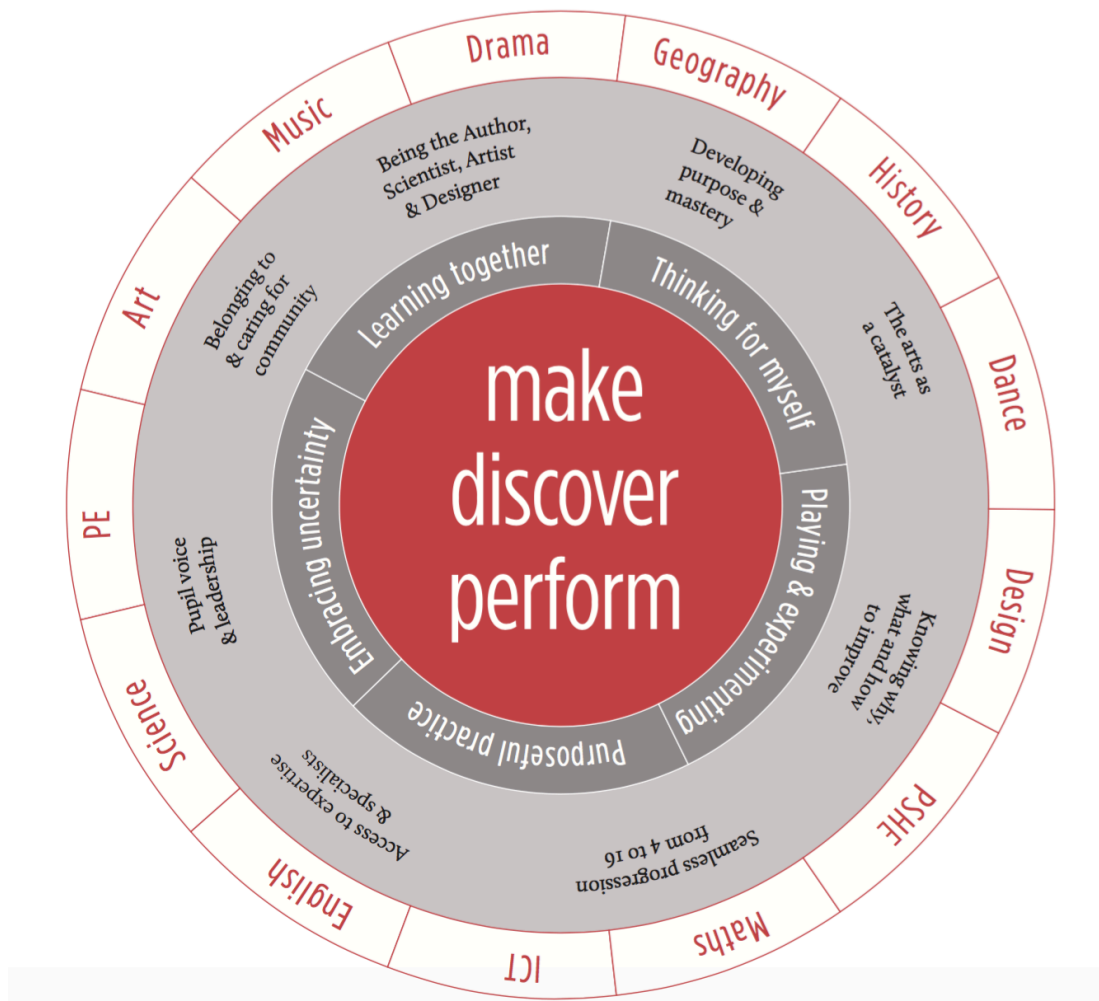 Drama
Geography
History
Dance
Design
PSHE
Maths
ICT
English
Science
PE
Art
Music
Being the Author,
Scientist, Artist
& Designer
Developing
purpose &
mastery
The arts as
a catalyst
Knowing why,
what and how
to improve
Seamless progression
from 4 to 16
Access to expertise
& specialists
Pupil voice
& leadership
Belonging to
& caring for
community
Learning together
Thinking for myself
Playing & experimenting
Purposeful practice
Embracing uncertainty
make
discover
perform